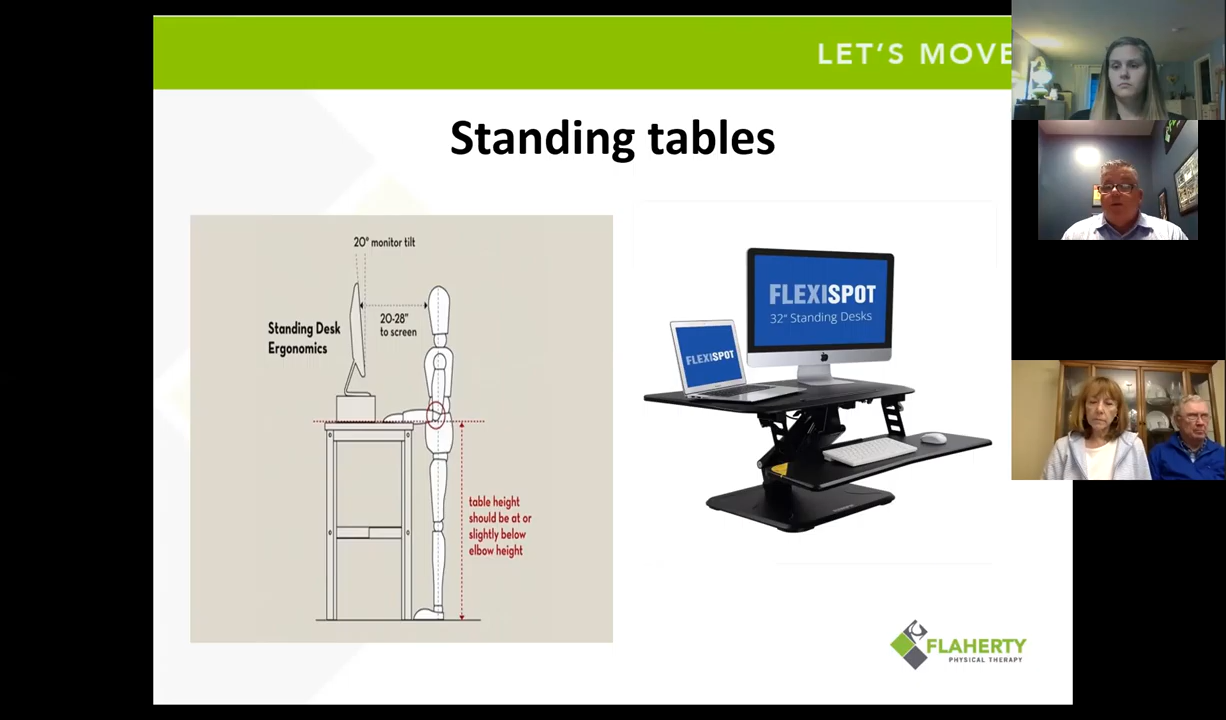 LET'S MOVE
Standing tables
20° monitor tilt
20-28"
to screen
Standing Desk
Ergonomics
table height
should be at or
slightly below
elbow height
FLEXISPOT
32" Standing Desks
FLEXISPOT
FLAHERTY
PHYSICAL THERAPY